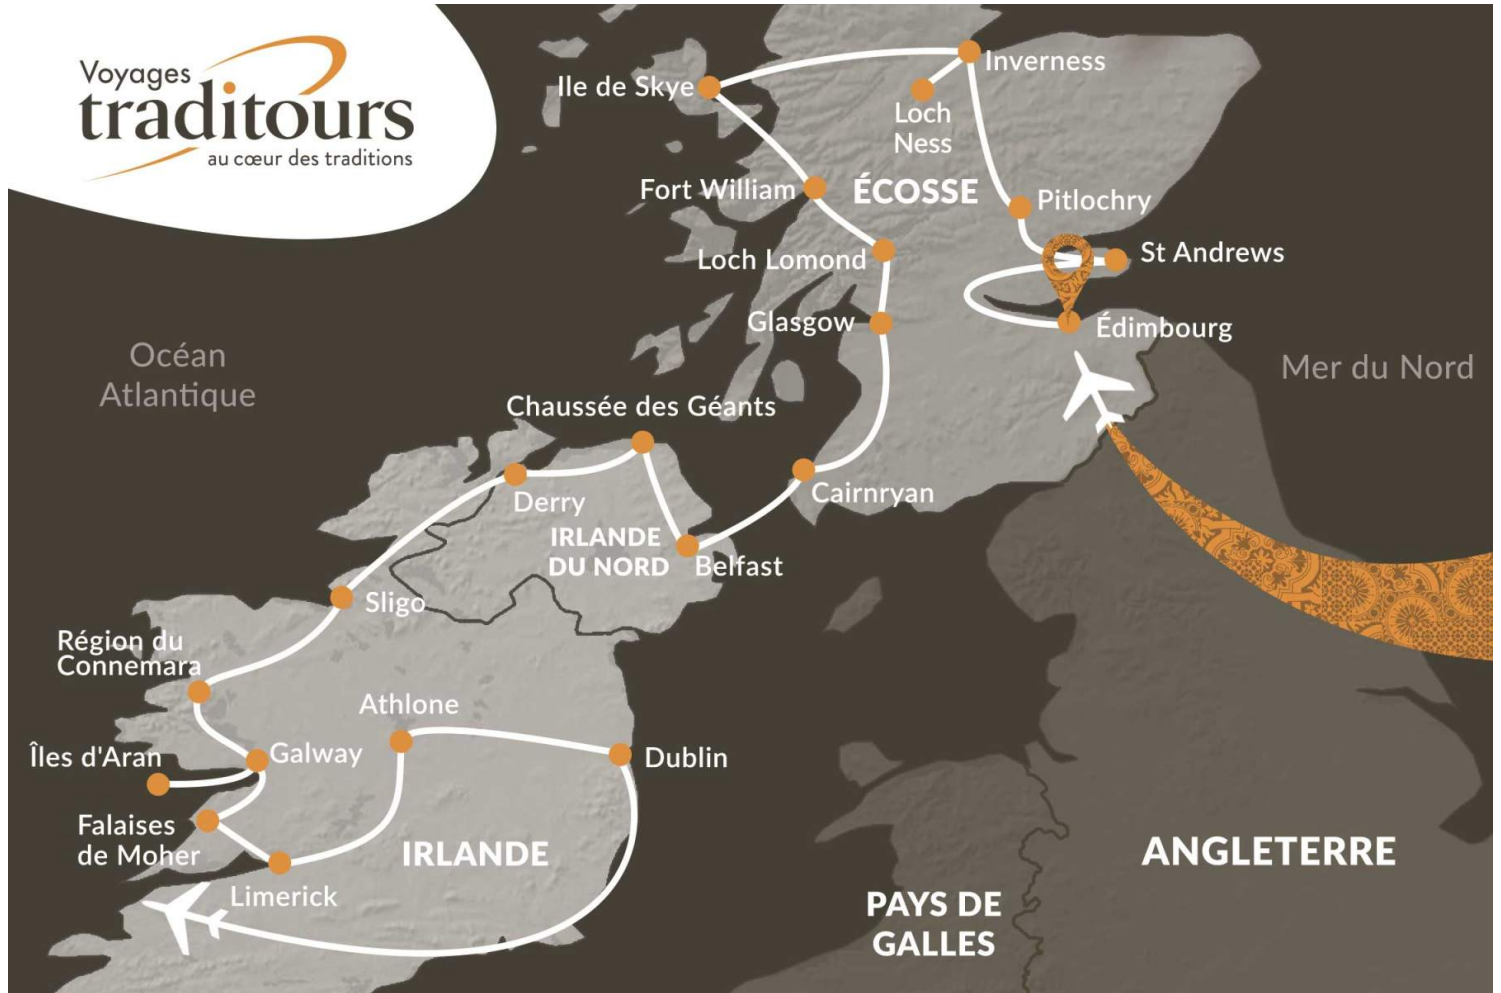 Voyages
traditours
au cœur des traditions
Inverness
Ile de Skye
Loch
Ness
Fort William
ÉCOSSE
Pitlochry
St Andrews
Loch Lomond
Glasgow
Édimbourg
Océan
Atlantique
Mer du Nord
Chaussée des Géants
Cairnryan
Derry
IRLANDE
DU NORD
Belfast
Sligo
Région du
Connemara
Athlone
Îles d'Aran
Galway
Dublin
Falaises
de Moher
IRLANDE
ANGLETERRE
Limerick
PAYS DE
GALLES